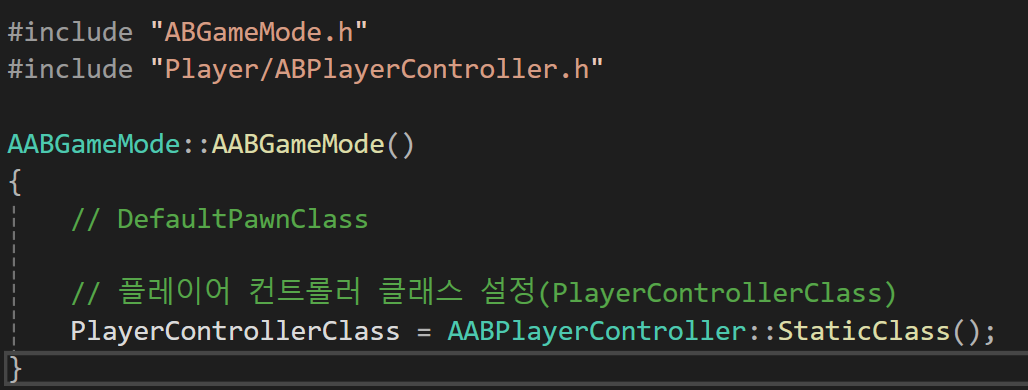 #include "ABGameMode.h"
#include "Player/ABPlayerController.h"
AABGameMode::AABGameMode()
{
// DefaultPawnClass
// 플레이어 컨트롤러 클래스 설정(PlayerControllerClass)
PlayerControllerClass = AABPlayerController::StaticClass();
}